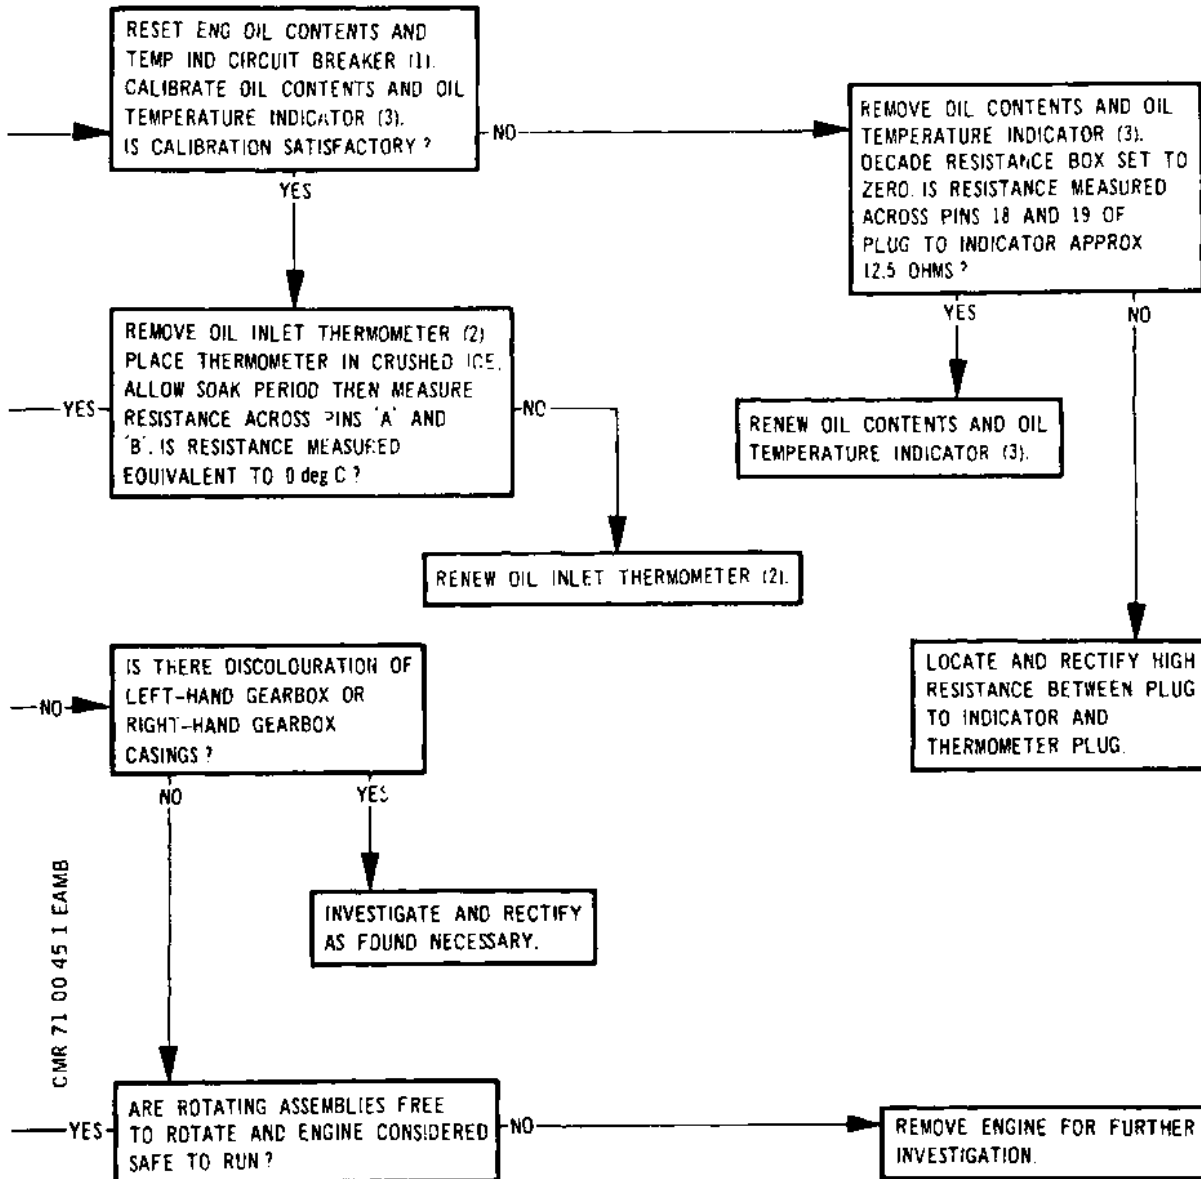 RESET ENG OIL CONTENTS AND
TEMP IND CIRCUIT BREAKER (1).
CALIBRATE OIL CONTENTS AND OIL
TEMPERATURE INDICATOR (3).
IS CALIBRATION SATISFACTORY?
NO
YES
REMOVE OIL CONTENTS AND OIL
TEMPERATURE INDICATOR (3).
DECADE RESISTANCE BOX SET TO
ZERO. IS RESISTANCE MEASURED
ACROSS PINS 18 AND 19 OF
PLUG TO INDICATOR APPROX
12.5 OHMS?
YES
NO
YES
REMOVE OIL INLET THERMOMETER (2)
PLACE THERMOMETER IN CRUSHED ICE,
ALLOW SOAK PERIOD THEN MEASURE
RESISTANCE ACROSS PINS 'A' AND
'B'. IS RESISTANCE MEASURED
EQUIVALENT TO 0 deg C?
NO
RENEW OIL CONTENTS AND OIL
TEMPERATURE INDICATOR (3).
RENEW OIL INLET THERMOMETER (2).
NO
IS THERE DISCOLOURATION OF
LEFT-HAND GEARBOX OR
RIGHT-HAND GEARBOX
CASINGS?
NO
YES
LOCATE AND RECTIFY HIGH
RESISTANCE BETWEEN PLUG
TO INDICATOR AND
THERMOMETER PLUG.
INVESTIGATE AND RECTIFY
AS FOUND NECESSARY.
CMR 71 00 45 1 EAMB
YES
ARE ROTATING ASSEMBLIES FREE
TO ROTATE AND ENGINE CONSIDERED
SAFE TO RUN?
NO
REMOVE ENGINE FOR FURTHER
INVESTIGATION.